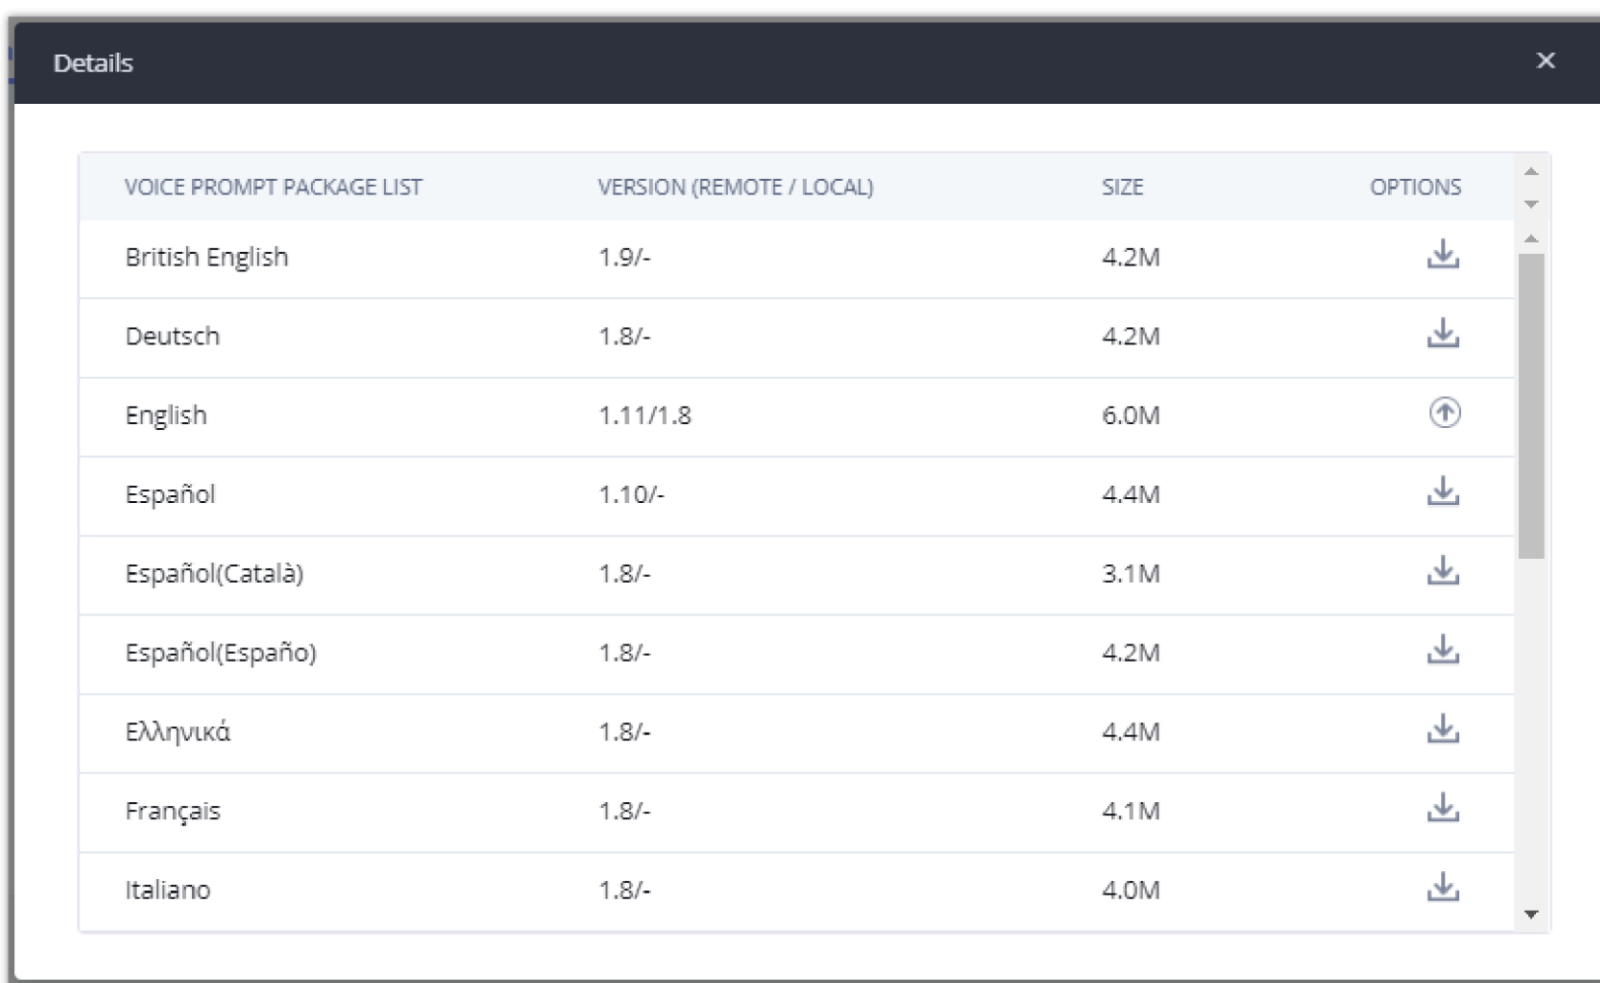 Details
VOICE PROMPT PACKAGE LIST VERSION (REMOTE / LOCAL) SIZE OPTIONS
British English 1.9/- 4.2M
Deutsch 1.8/- 4.2M
English 1.11/1.8 6.0M
Español 1.10/- 4.4M
Español(Català) 1.8/- 3.1M
Español(Españo) 1.8/- 4.2M
Ελληνικά 1.8/- 4.4M
Français 1.8/- 4.1M
Italiano 1.8/- 4.0M